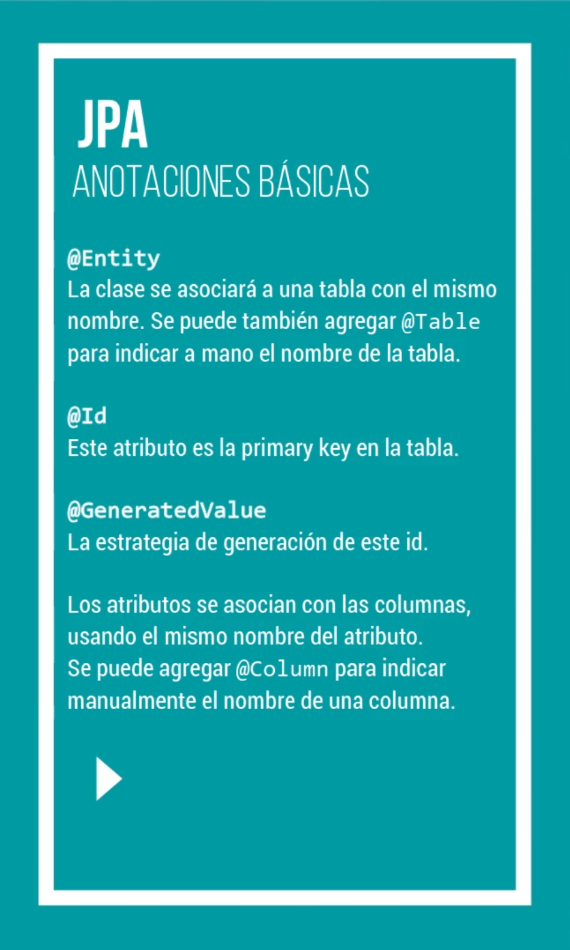 JPA
ANOTACIONES BÁSICAS
@Entity
La clase se asociará a una tabla con el mismo
nombre. Se puede también agregar @Table
para indicar a mano el nombre de la tabla.
@Id
Este atributo es la primary key en la tabla.
@GeneratedValue
La estrategia de generación de este id.
Los atributos se asocian con las columnas,
usando el mismo nombre del atributo.
Se puede agregar @Column para indicar
manualmente el nombre de una columna.